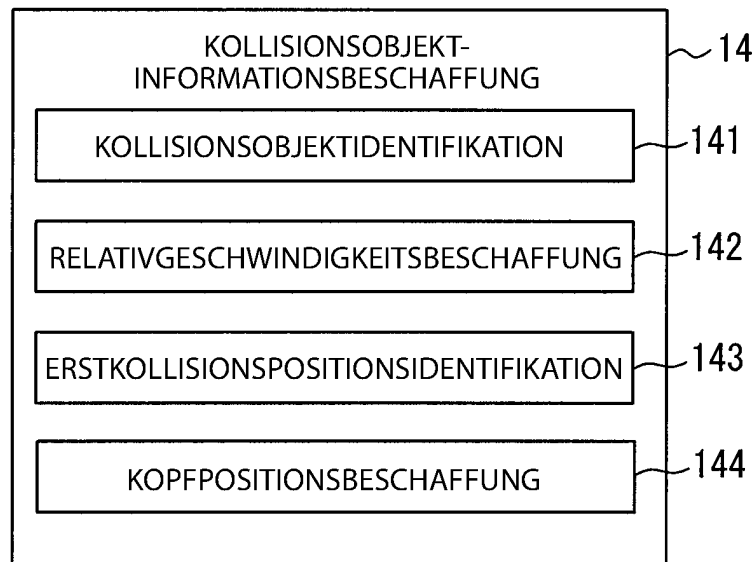 KOLLISIONSOBJEKT-
INFORMATIONSBESCHAFFUNG
14
KOLLISIONSOBJEKTIDENTIFIKATION
141
RELATIVGESCHWINDIGKEITSBESCHAFFUNG
142
ERSTKOLLISIONSPOSITIONSIDENTIFIKATION
143
KOPFPOSITIONSBESCHAFFUNG
144